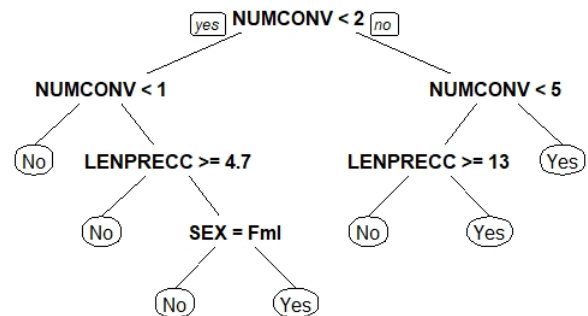 yes NUMCONV < 2 no
NUMCONV < 1 NUMCONV < 5
No LENPRECC >= 4.7 LENPRECC >= 13 Yes
No SEX = Fml No Yes
No Yes